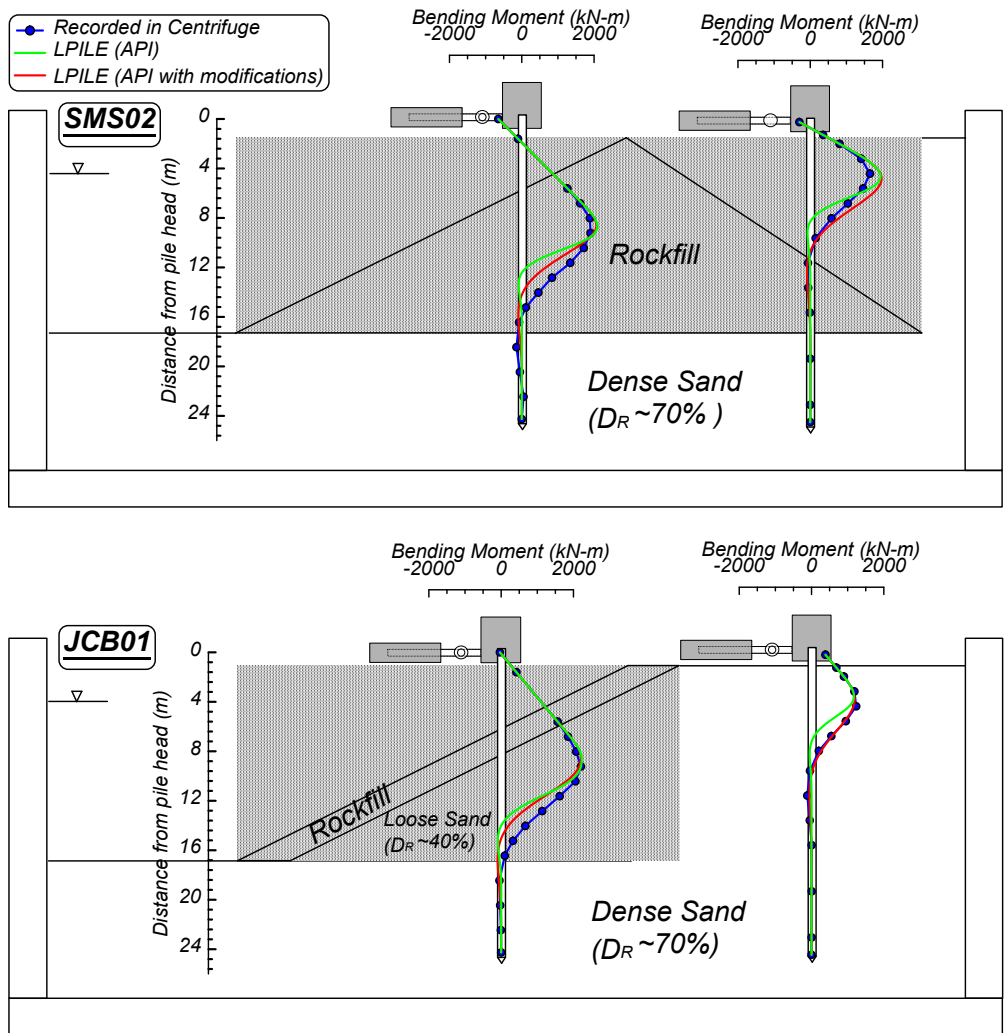 Recorded in Centrifuge
LPILE (API)
LPILE (API with modifications)
Bending Moment (kN-m)
-2000 0 2000
Bending Moment (kN-m)
-2000 0 2000
SMS02
Distance from pile head (m)
0
4
8
12
16
20
24
Rockfill
Dense Sand
(DR ~70% )
Bending Moment (kN-m)
-2000 0 2000
Bending Moment (kN-m)
-2000 0 2000
JCB01
Distance from pile head (m)
0
4
8
12
16
20
24
Rockfill
Loose Sand
(DR ~40%)
Dense Sand
(DR ~70%)